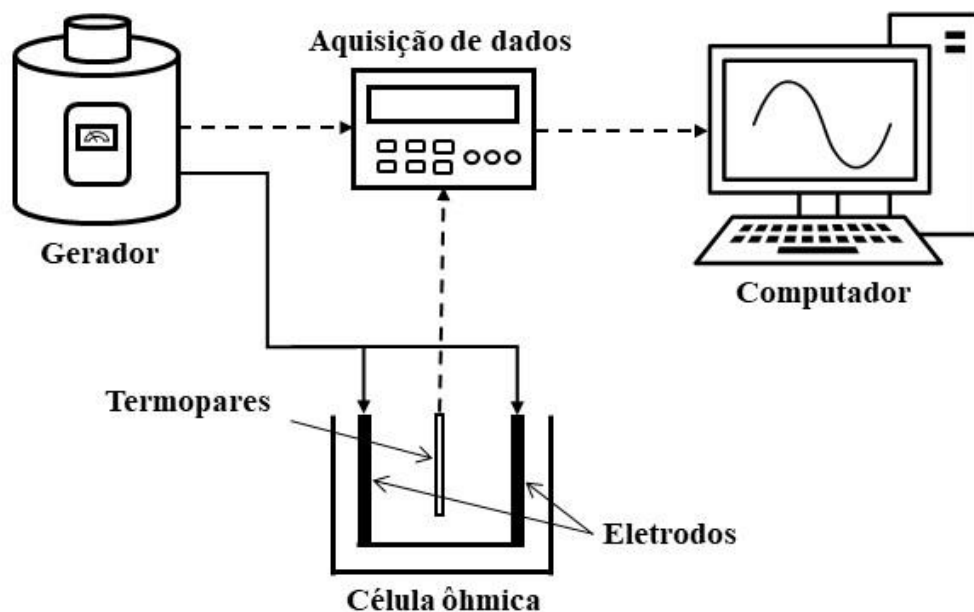 Aquisição de dados
Gerador
Computador
Termopares
Eletrodos
Célula ôhmica